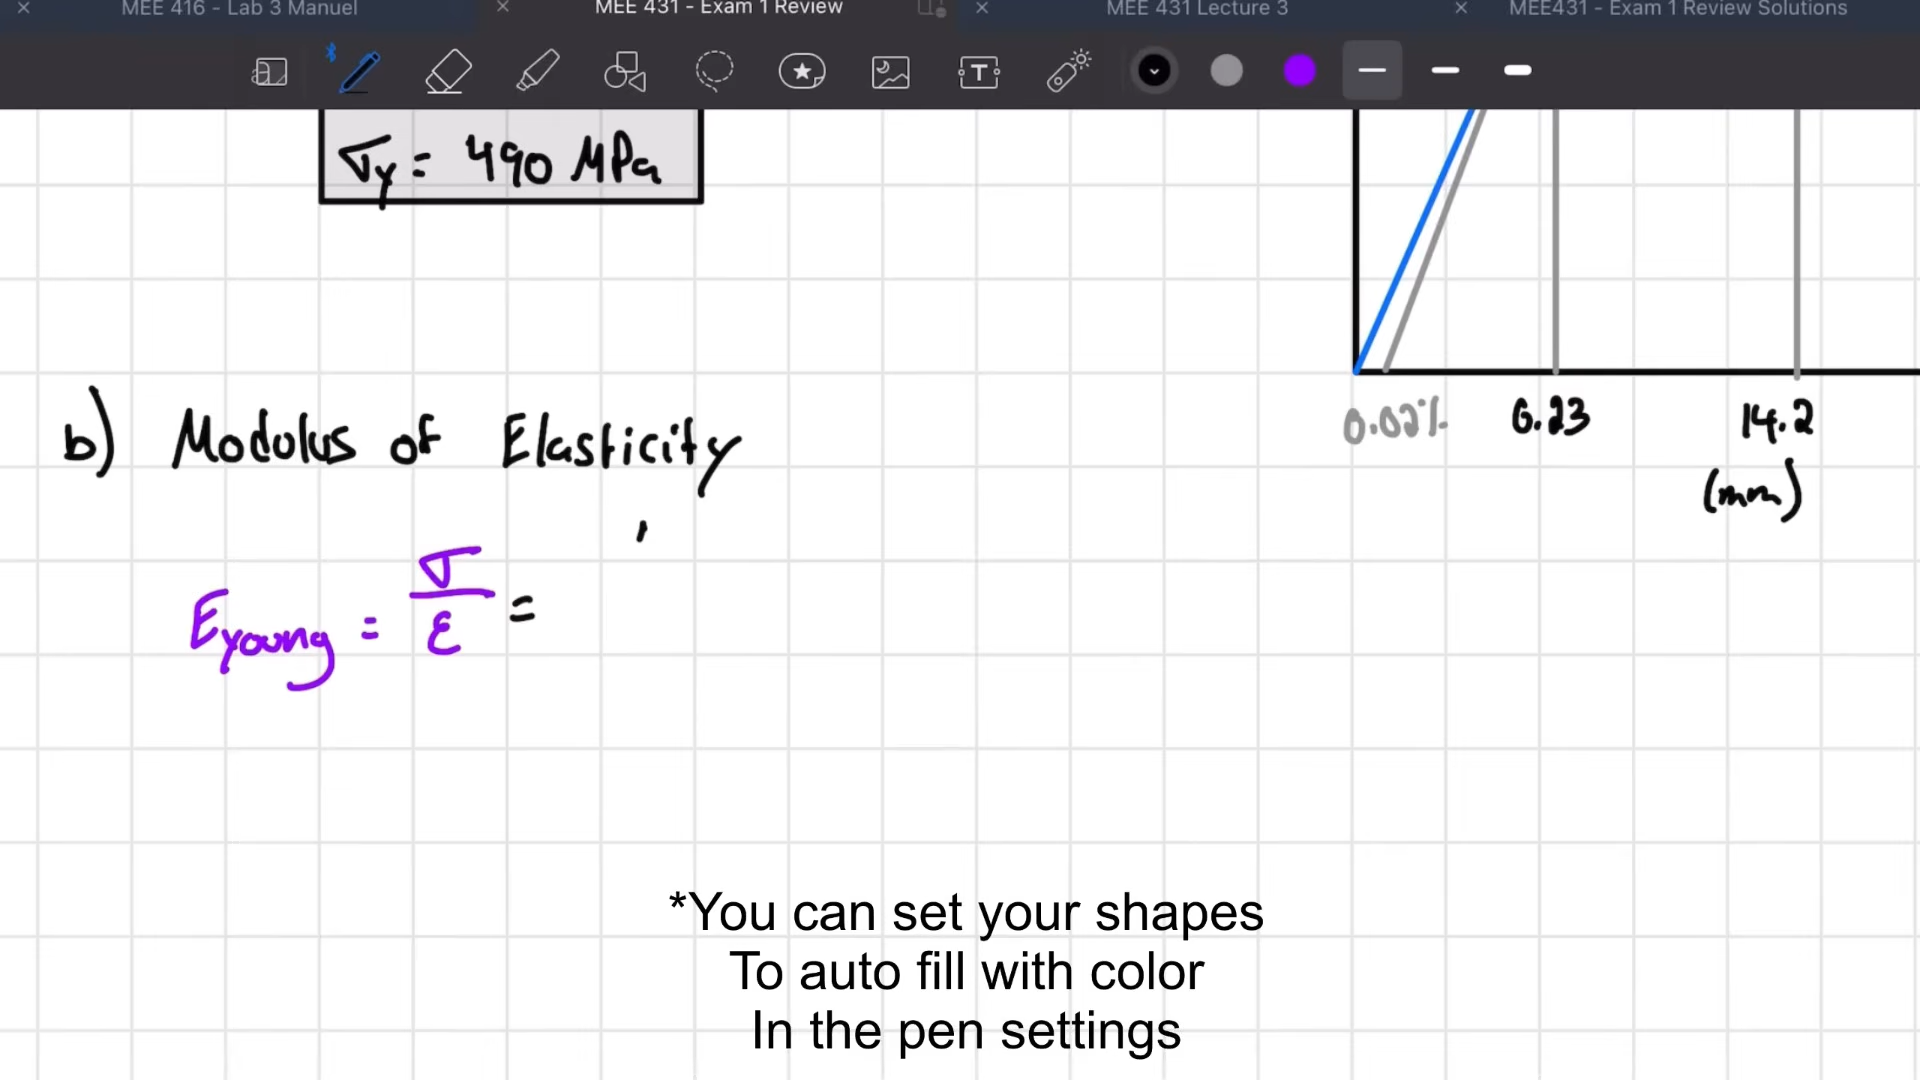 MEE 416 - Lab 3 Manuel
MEE 431 - Exam 1 Review
MEE 431 Lecture 3
MEE431 - Exam 1 Review Solutions
σy = 490 MPa
0.02%
6.23
14.2
(mm)
b) Modulus of Elasticity
Eyoung = σ/ε =
*You can set your shapes
To auto fill with color
In the pen settings